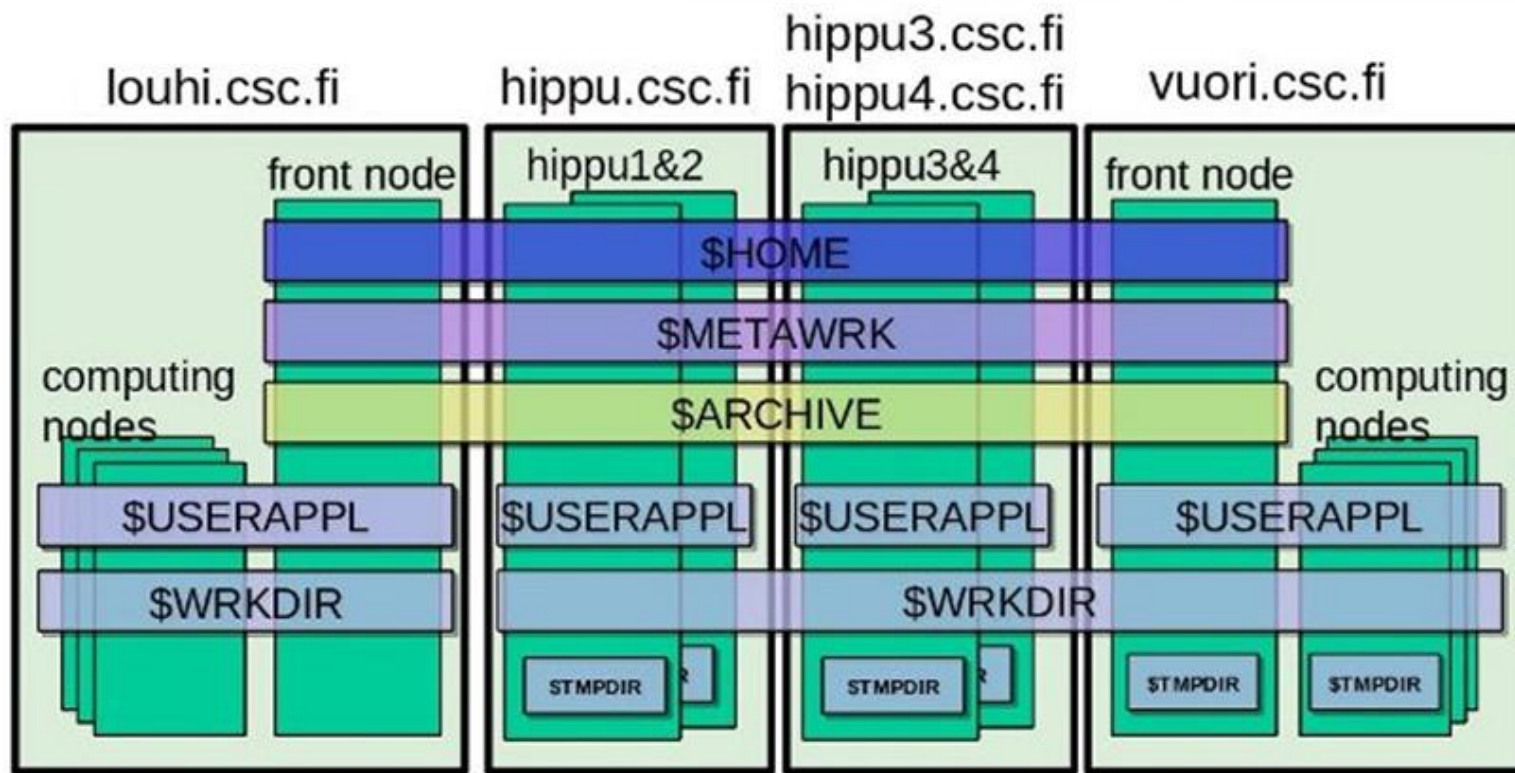 louhi.csc.fi
hippu.csc.fi
hippu3.csc.fi
hippu4.csc.fi
vuori.csc.fi
front node
hippu1&2
hippu3&4
front node
$HOME
$METAWRK
computing
nodes
computing
nodes
$ARCHIVE
$USERAPPL
$USERAPPL
$USERAPPL
$USERAPPL
$WRKDIR
$WRKDIR
$TMPDIR
R
$TMPDIR
R
$TMPDIR
$TMPDIR